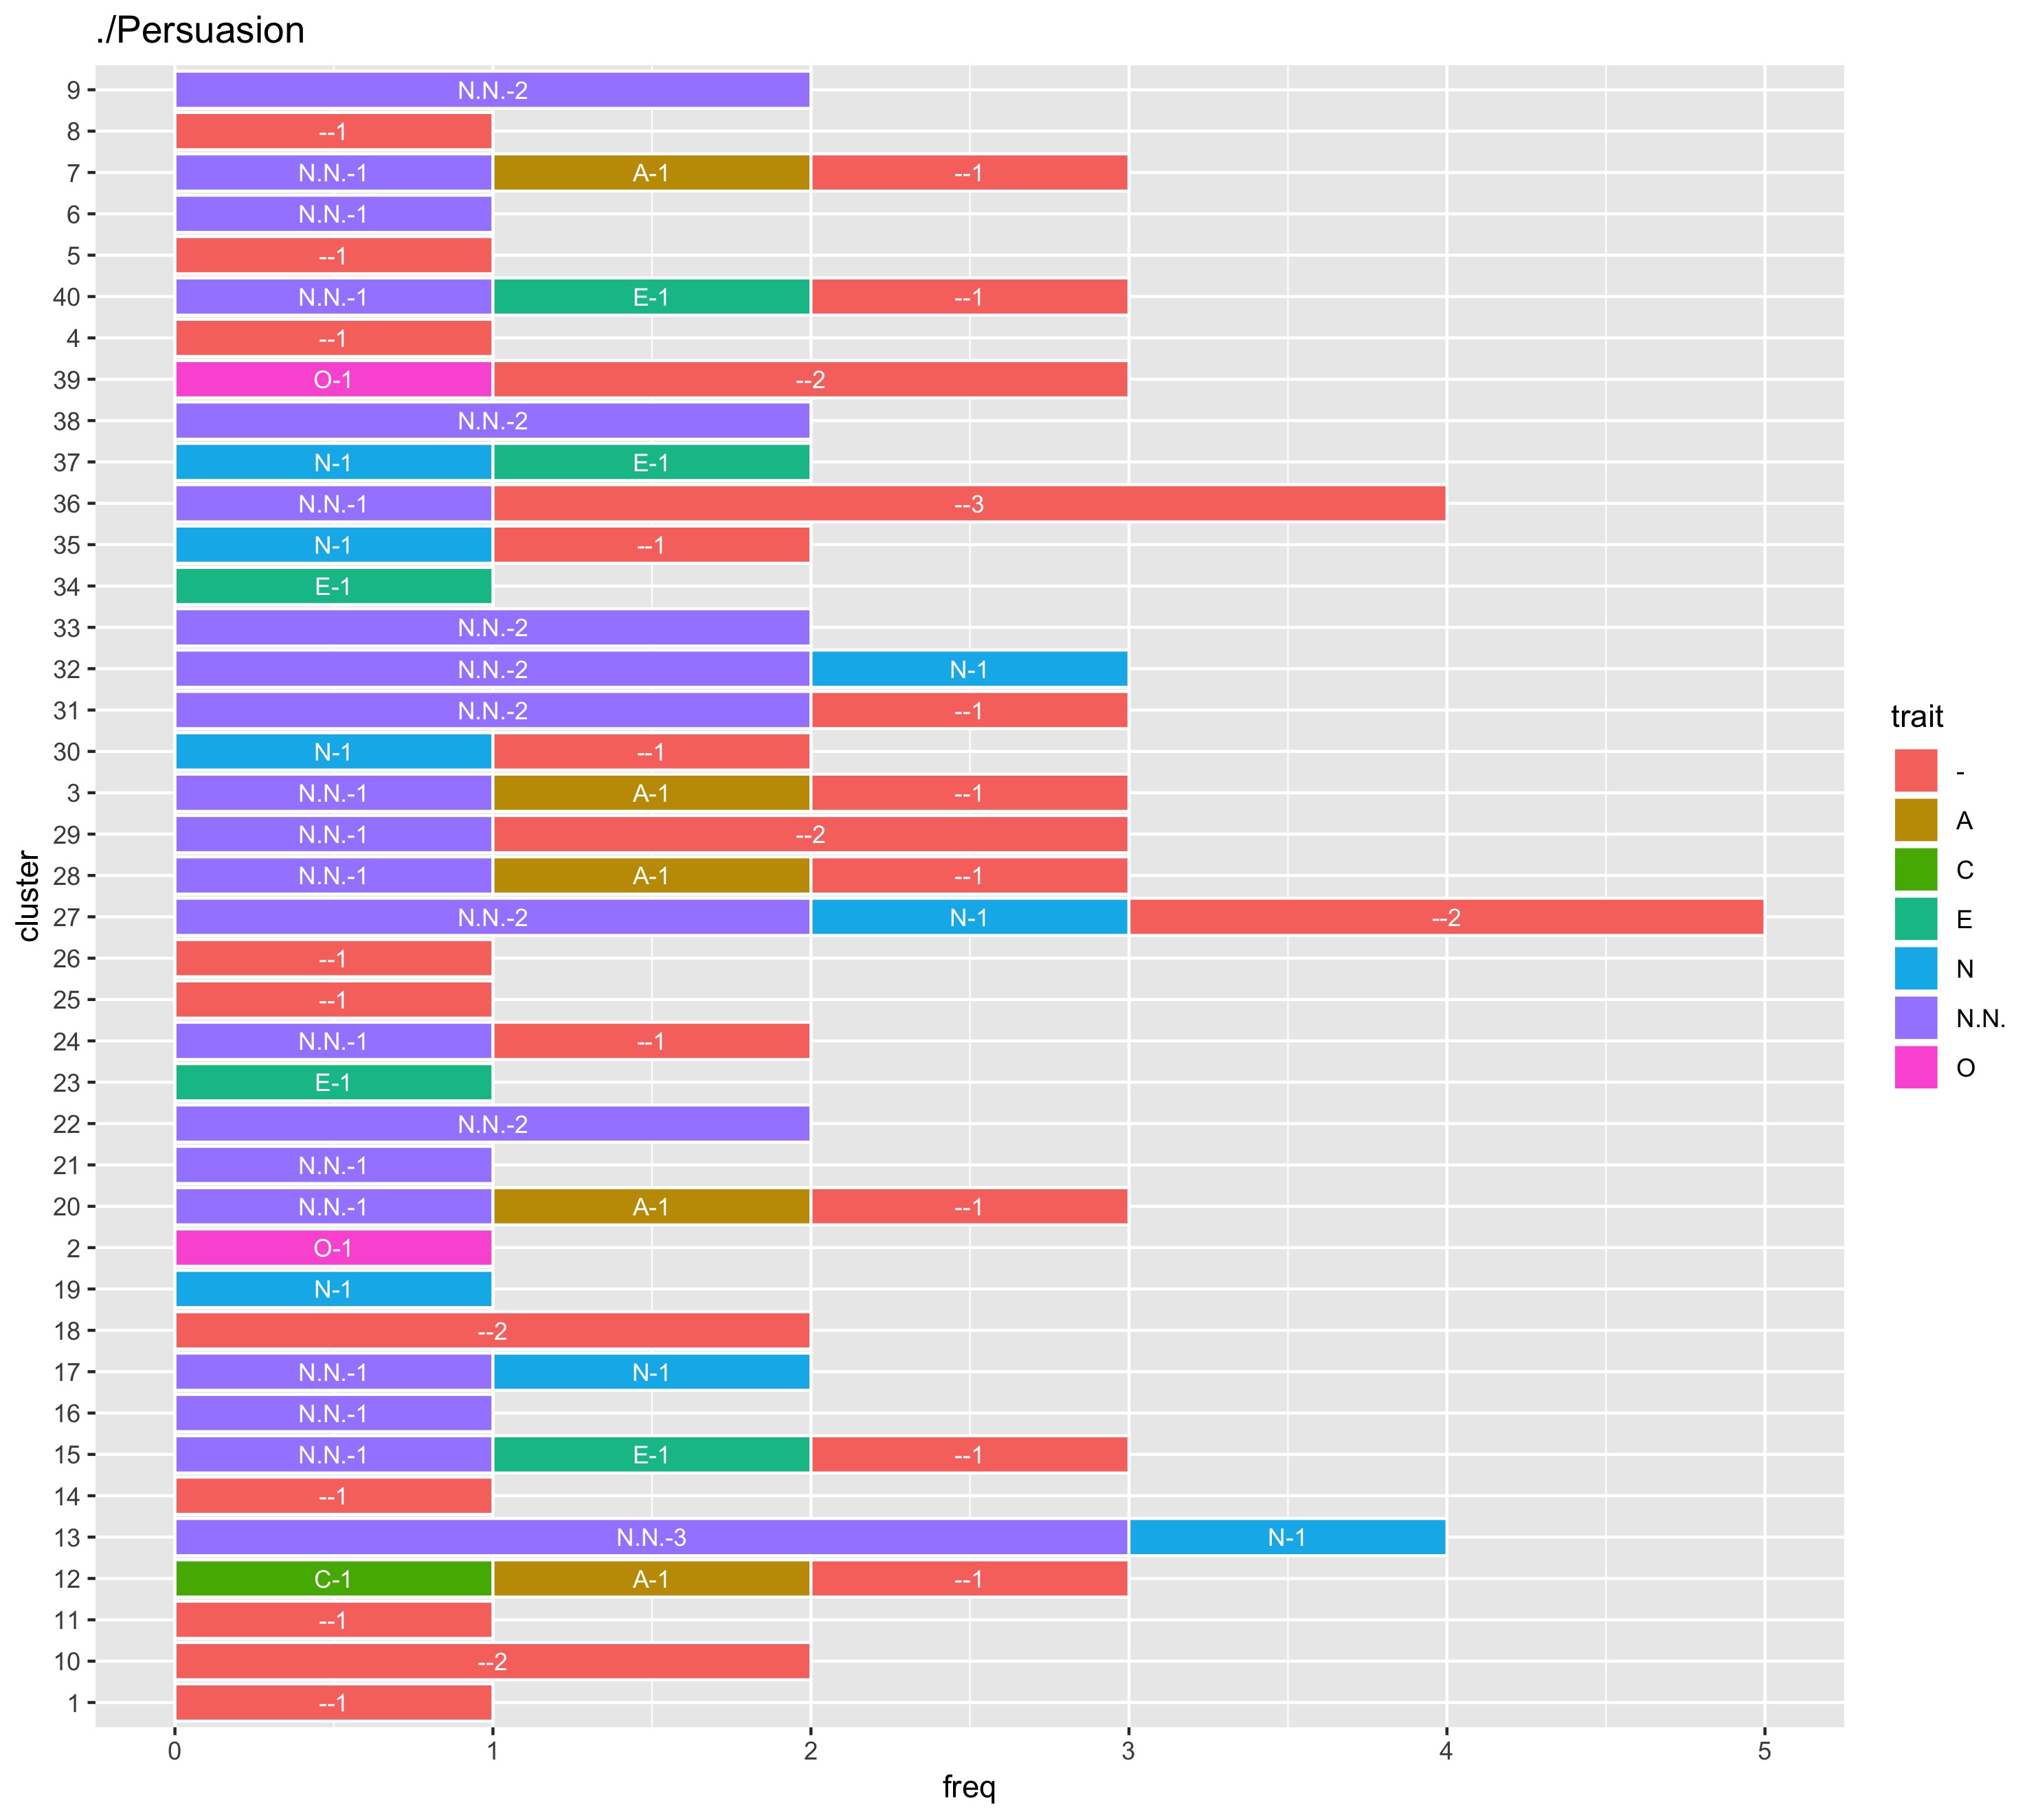 ./Persuasion
9 N.N.-2
8 --1
7 N.N.-1 A-1 --1
6 N.N.-1
5 --1
40 N.N.-1 E-1 --1
4 --1
39 O-1 --2
38 N.N.-2
37 N-1 E-1
36 N.N.-1 --3
35 N-1 --1
34 E-1
33 N.N.-2
32 N.N.-2 N-1
31 N.N.-2 --1
30 N-1 --1
3 N.N.-1 A-1 --1
29 N.N.-1 --2
28 N.N.-1 A-1 --1
27 N.N.-2 N-1 --2
26 --1
25 --1
24 N.N.-1 --1
23 E-1
22 N.N.-2
21 N.N.-1
20 N.N.-1 A-1 --1
2 O-1
19 N-1
18 --2
17 N.N.-1 N-1
16 N.N.-1
15 N.N.-1 E-1 --1
14 --1
13 N.N.-3 N-1
12 C-1 A-1 --1
11 --1
10 --2
1 --1
0 1 2 3 4 5
freq
cluster
trait
-
A
C
E
N
N.N.
O